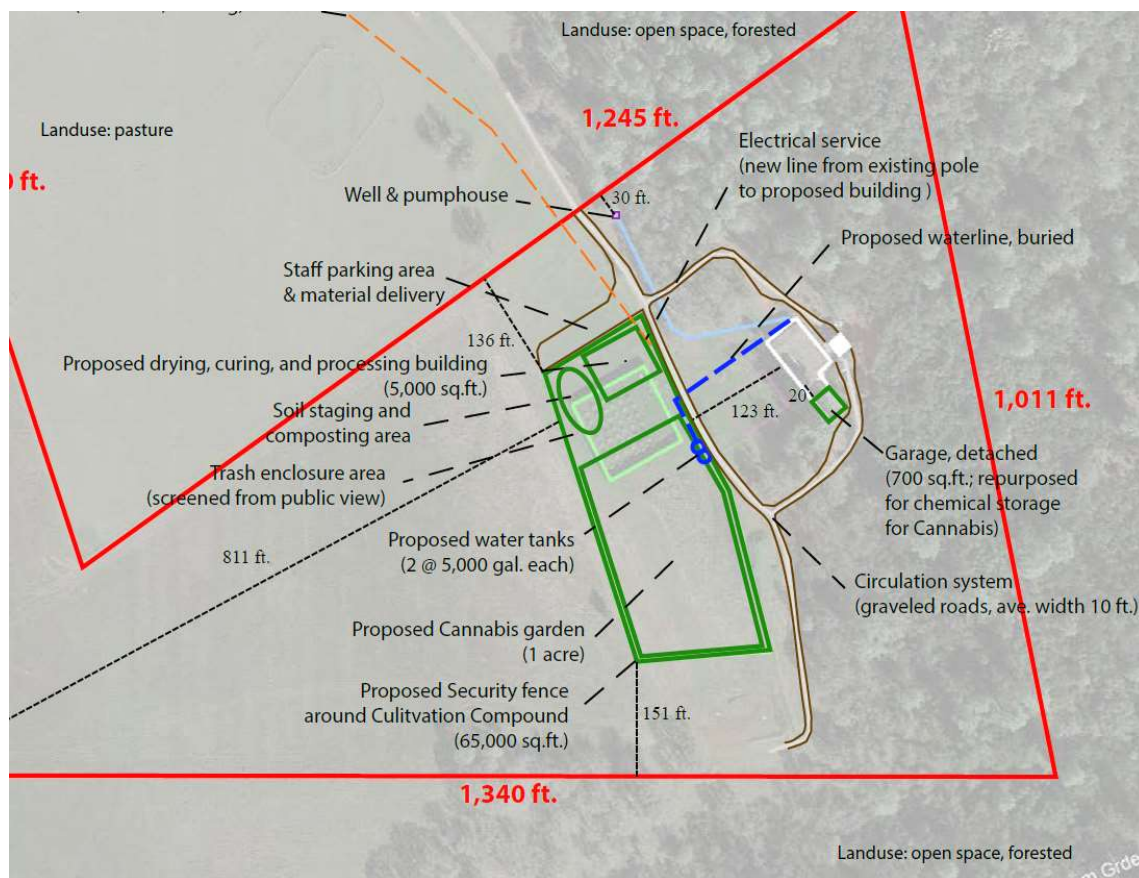 Landuse: open space, forested
1,245 ft.
Landuse: pasture
Electrical service
(new line from existing pole
to proposed building )
ft.
Well & pumphouse
30 ft.
Proposed waterline, buried
Staff parking area
& material delivery
136 ft.
Proposed drying, curing, and processing building
(5,000 sq.ft.)
20'
1,011 ft.
123 ft.
Soil staging and
composting area
Trash enclosure area
(screened from public view)
Garage, detached
(700 sq.ft.; repurposed
for chemical storage
for Cannabis)
811 ft.
Proposed water tanks
(2 @ 5,000 gal. each)
Circulation system
(graveled roads, ave. width 10 ft.)
Proposed Cannabis garden
(1 acre)
Proposed Security fence
around Culitvation Compound
(65,000 sq.ft.)
151 ft.
1,340 ft.
Landuse: open space, forested